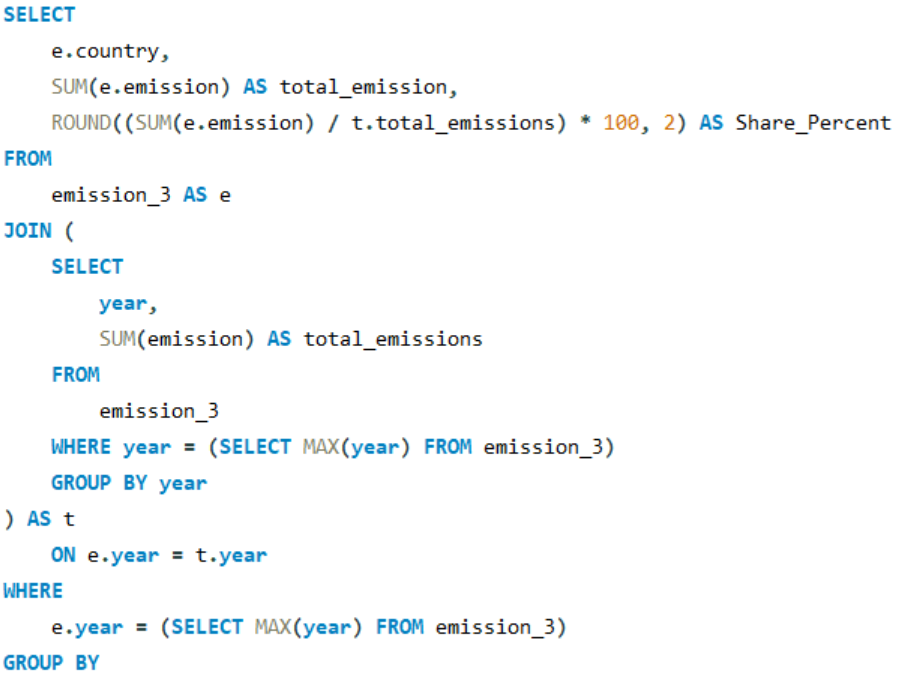 SELECT
e.country,
SUM(e.emission) AS total_emission,
ROUND((SUM(e.emission) / t.total_emissions) * 100, 2) AS Share_Percent
FROM
emission_3 AS e
JOIN (
SELECT
year,
SUM(emission) AS total_emissions
FROM
emission_3
WHERE year = (SELECT MAX(year) FROM emission_3)
GROUP BY year
) AS t
ON e.year = t.year
WHERE
e.year = (SELECT MAX(year) FROM emission_3)
GROUP BY